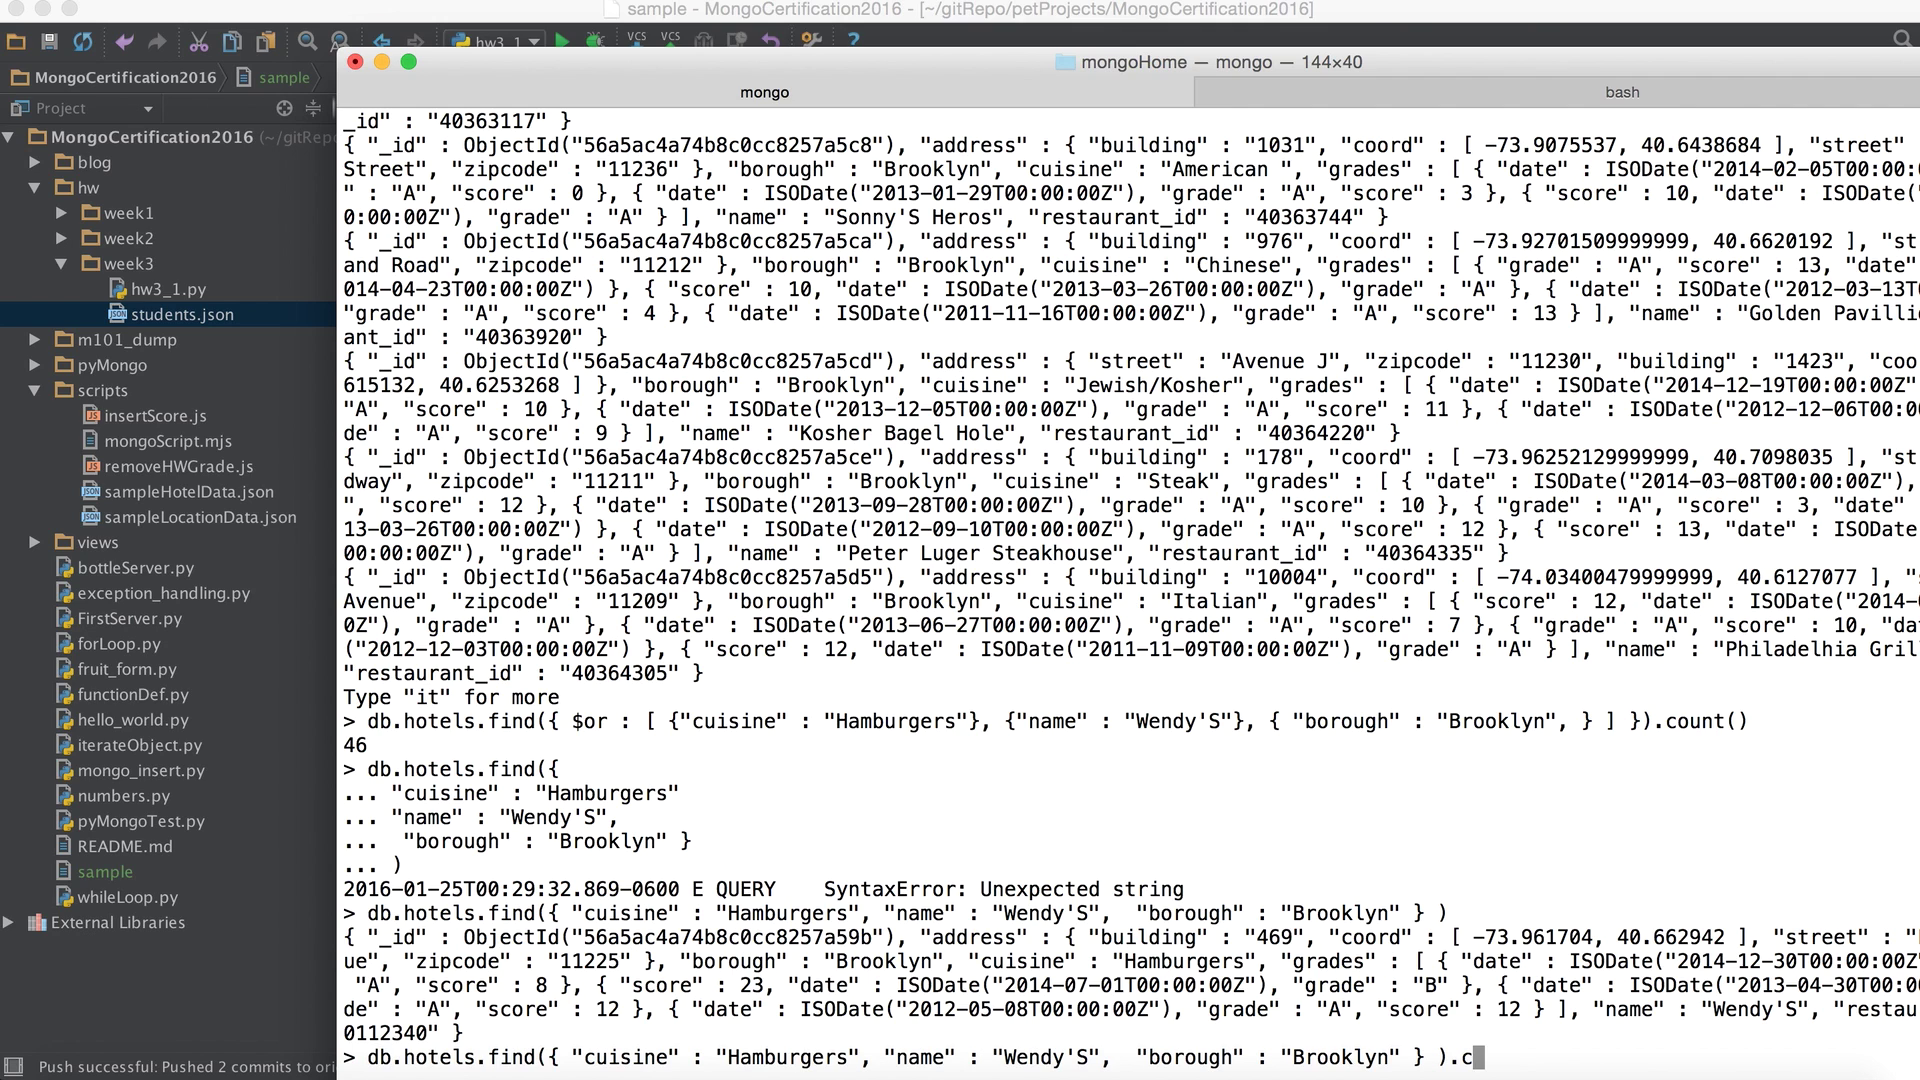 sample - MongoCertification2016 - [~/gitRepo/petProjects/MongoCertification2016]
hw3_1
VCS VCS
?
MongoCertification2016
sample
mongoHome — mongo — 144×40
mongo
bash
Project
MongoCertification2016 (~/gitRepo
blog
hw
week1
week2
week3
hw3_1.py
students.json
m101_dump
pyMongo
scripts
insertScore.js
mongoScript.mjs
removeHWGrade.js
sampleHotelData.json
sampleLocationData.json
views
bottleServer.py
exception_handling.py
FirstServer.py
forLoop.py
fruit_form.py
functionDef.py
hello_world.py
iterateObject.py
mongo_insert.py
numbers.py
pyMongoTest.py
README.md
sample
whileLoop.py
External Libraries
_id" : "40363117" }
{ "_id" : ObjectId("56a5ac4a74b8c0cc8257a5c8"), "address" : { "building" : "1031", "coord" : [ -73.9075537, 40.6438684 ], "street"
Street", "zipcode" : "11236" }, "borough" : "Brooklyn", "cuisine" : "American ", "grades" : [ { "date" : ISODate("2014-02-05T00:00:0
" : "A", "score" : 0 }, { "date" : ISODate("2013-01-29T00:00:00Z"), "grade" : "A", "score" : 3 }, { "score" : 10, "date" : ISODate("
0:00:00Z"), "grade" : "A" } ], "name" : "Sonny'S Heros", "restaurant_id" : "40363744" }
{ "_id" : ObjectId("56a5ac4a74b8c0cc8257a5ca"), "address" : { "building" : "976", "coord" : [ -73.92701509999999, 40.6620192 ], "st
and Road", "zipcode" : "11212" }, "borough" : "Brooklyn", "cuisine" : "Chinese", "grades" : [ { "grade" : "A", "score" : 13, "date"
014-04-23T00:00:00Z") }, { "score" : 10, "date" : ISODate("2013-03-26T00:00:00Z"), "grade" : "A" }, { "date" : ISODate("2012-03-13T0
"grade" : "A", "score" : 4 }, { "date" : ISODate("2011-11-16T00:00:00Z"), "grade" : "A", "score" : 13 } ], "name" : "Golden Pavilli
ant_id" : "40363920" }
{ "_id" : ObjectId("56a5ac4a74b8c0cc8257a5cd"), "address" : { "street" : "Avenue J", "zipcode" : "11230", "building" : "1423", "coo
615132, 40.6253268 ] }, "borough" : "Brooklyn", "cuisine" : "Jewish/Kosher", "grades" : [ { "date" : ISODate("2014-12-19T00:00:00Z"
"A", "score" : 10 }, { "date" : ISODate("2013-12-05T00:00:00Z"), "grade" : "A", "score" : 11 }, { "date" : ISODate("2012-12-06T00:00
de" : "A", "score" : 9 } ], "name" : "Kosher Bagel Hole", "restaurant_id" : "40364220" }
{ "_id" : ObjectId("56a5ac4a74b8c0cc8257a5ce"), "address" : { "building" : "178", "coord" : [ -73.96252129999999, 40.7098035 ], "st
dway", "zipcode" : "11211" }, "borough" : "Brooklyn", "cuisine" : "Steak", "grades" : [ { "date" : ISODate("2014-03-08T00:00:00Z"),
", "score" : 12 }, { "date" : ISODate("2013-09-28T00:00:00Z"), "grade" : "A", "score" : 10 }, { "grade" : "A", "score" : 3, "date"
13-03-26T00:00:00Z") }, { "date" : ISODate("2012-09-10T00:00:00Z"), "grade" : "A", "score" : 12 }, { "score" : 13, "date" : ISODate
00:00:00Z"), "grade" : "A" } ], "name" : "Peter Luger Steakhouse", "restaurant_id" : "40364335" }
{ "_id" : ObjectId("56a5ac4a74b8c0cc8257a5d5"), "address" : { "building" : "10004", "coord" : [ -74.03400479999999, 40.6127077 ], "s
Avenue", "zipcode" : "11209" }, "borough" : "Brooklyn", "cuisine" : "Italian", "grades" : [ { "score" : 12, "date" : ISODate("2014-
0Z"), "grade" : "A" }, { "date" : ISODate("2013-06-27T00:00:00Z"), "grade" : "A", "score" : 7 }, { "grade" : "A", "score" : 10, "da
("2012-12-03T00:00:00Z") }, { "score" : 12, "date" : ISODate("2011-11-09T00:00:00Z"), "grade" : "A" } ], "name" : "Philadelhia Gril
"restaurant_id" : "40364305" }
Type "it" for more
> db.hotels.find({ $or : [ {"cuisine" : "Hamburgers"}, {"name" : "Wendy'S"}, { "borough" : "Brooklyn", } ] }).count()
46
> db.hotels.find({
... "cuisine" : "Hamburgers"
... "name" : "Wendy'S",
...  "borough" : "Brooklyn" }
... )
2016-01-25T00:29:32.869-0600 E QUERY    SyntaxError: Unexpected string
> db.hotels.find({ "cuisine" : "Hamburgers", "name" : "Wendy'S",  "borough" : "Brooklyn" } )
{ "_id" : ObjectId("56a5ac4a74b8c0cc8257a59b"), "address" : { "building" : "469", "coord" : [ -73.961704, 40.662942 ], "street" : "
ue", "zipcode" : "11225" }, "borough" : "Brooklyn", "cuisine" : "Hamburgers", "grades" : [ { "date" : ISODate("2014-12-30T00:00:00Z
"A", "score" : 8 }, { "score" : 23, "date" : ISODate("2014-07-01T00:00:00Z"), "grade" : "B" }, { "date" : ISODate("2013-04-30T00:00:
de" : "A", "score" : 12 }, { "date" : ISODate("2012-05-08T00:00:00Z"), "grade" : "A", "score" : 12 } ], "name" : "Wendy'S", "restau
0112340" }
> db.hotels.find({ "cuisine" : "Hamburgers", "name" : "Wendy'S",  "borough" : "Brooklyn" } ).c
Push successful: Pushed 2 commits to ori